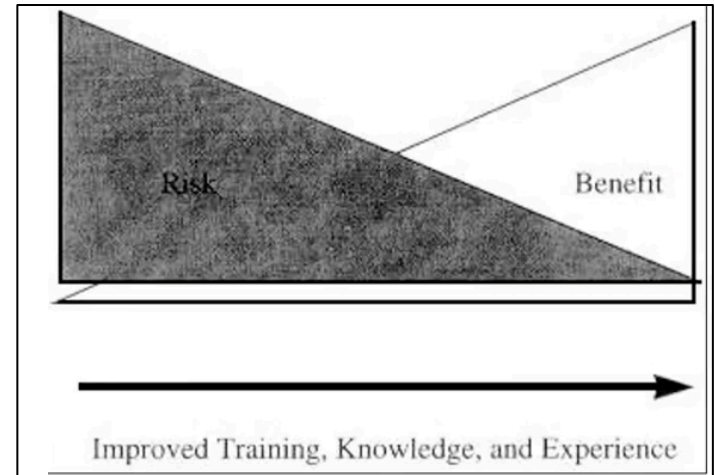 Risk
Benefit
Improved Training, Knowledge, and Experience